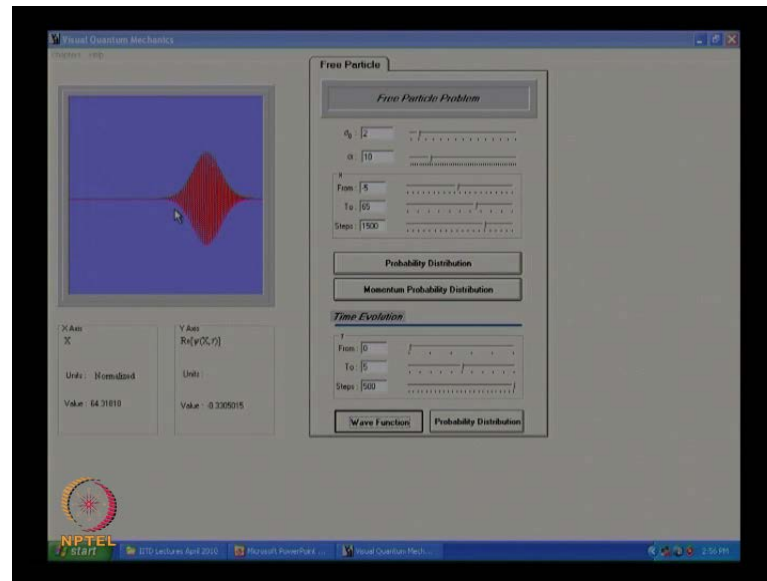 Visual Quantum Mechanics
Chapters Help
Free Particle
Free Particle Problem
σ₀ : 2
α : 10
X
From : -5
To : 65
Steps : 1500
Probability Distribution
Momentum Probability Distribution
Time Evolution
τ
From : 0
To : 5
Steps : 500
Wave Function
Probability Distribution
X Axis
X
Units : Normalized
Value : 64.31810
Y Axis
Re[ψ(X,τ)]
Units :
Value : -0.3305015
NPTEL
start
IITD Lectures April 2010
Microsoft PowerPoint ...
Visual Quantum Mech...
2:56 PM